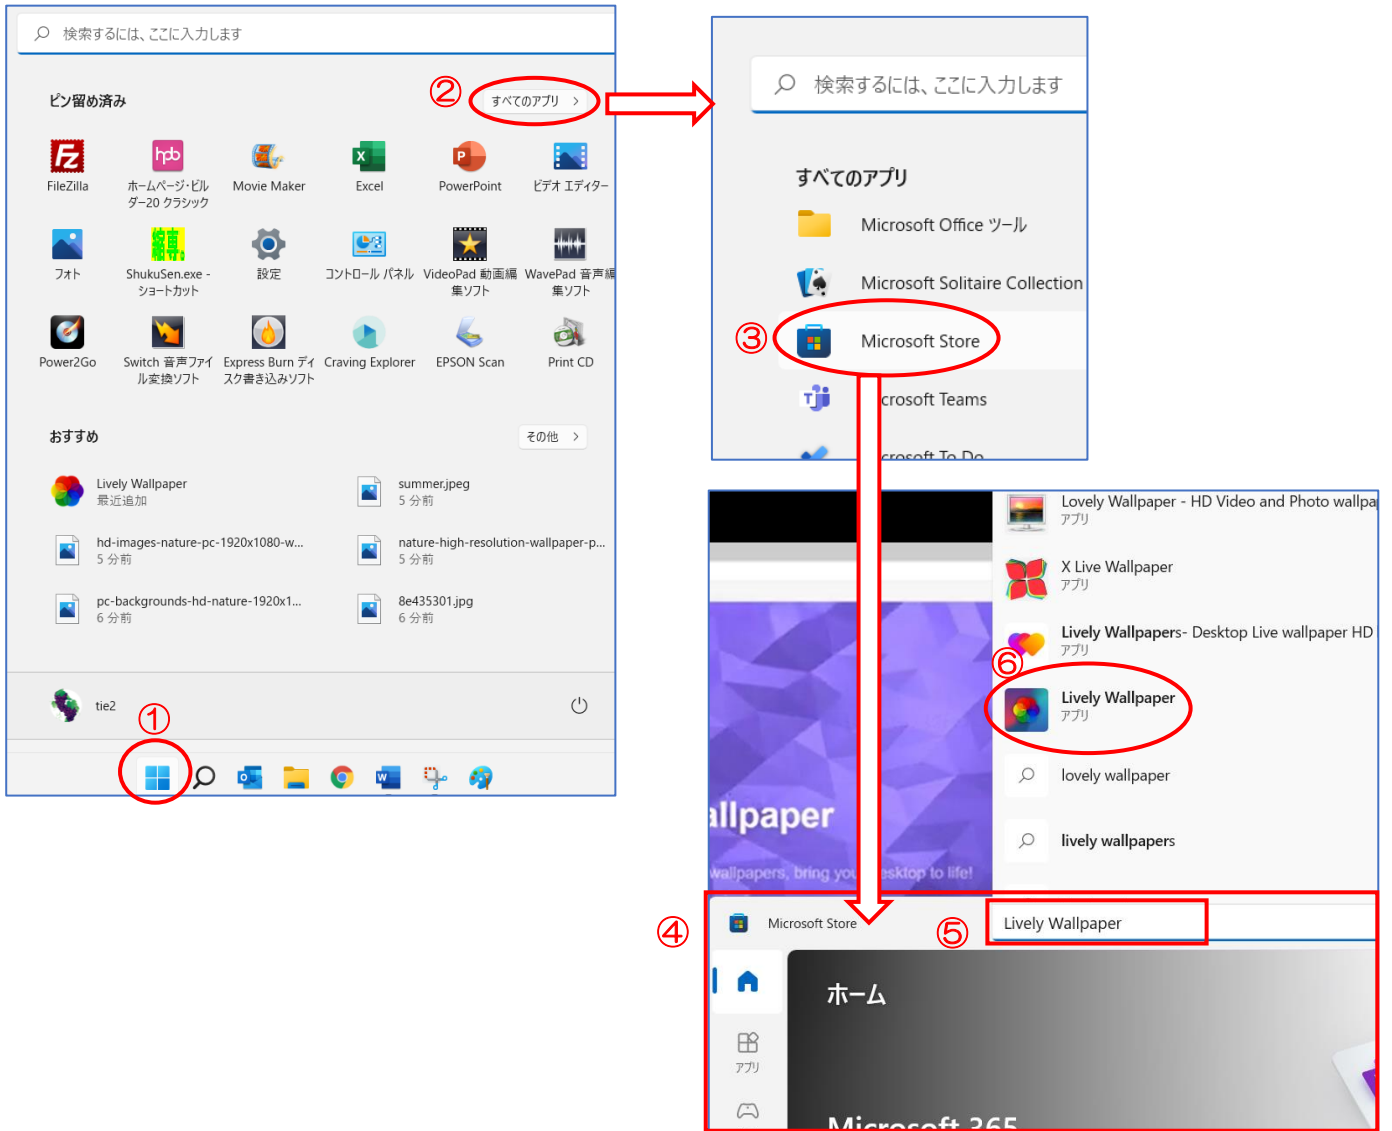 検索するには、ここに入力します
ピン留め済み
② すべてのアプリ >
FileZilla
ホームページ・ビル
ダー20 クラシック
Movie Maker
Excel
PowerPoint
ビデオ エディター
フォト
ShukuSen.exe -
ショートカット
設定
コントロール パネル
VideoPad 動画編
集ソフト
WavePad 音声編
集ソフト
Power2Go
Switch 音声ファイ
ル変換ソフト
Express Burn ディ
スク書き込みソフト
Craving Explorer
EPSON Scan
Print CD
おすすめ
その他 >
Lively Wallpaper
最近追加
summer.jpeg
5 分前
hd-images-nature-pc-1920x1080-w...
5 分前
nature-high-resolution-wallpaper-p...
5 分前
pc-backgrounds-hd-nature-1920x1...
6 分前
8e435301.jpg
6 分前
tie2
①
検索するには、ここに入力します
すべてのアプリ
Microsoft Office ツール
Microsoft Solitaire Collection
③ Microsoft Store
crosoft Teams
crosoft To Do
Lovely Wallpaper - HD Video and Photo wallpa
アプリ
X Live Wallpaper
アプリ
Lively Wallpapers- Desktop Live wallpaper HD
アプリ
⑥
Lively Wallpaper
アプリ
lovely wallpaper
lively wallpapers
allpaper
wallpapers, bring you esktop to life!
④ Microsoft Store
⑤ Lively Wallpaper
ホーム
アプリ
Microsoft 365